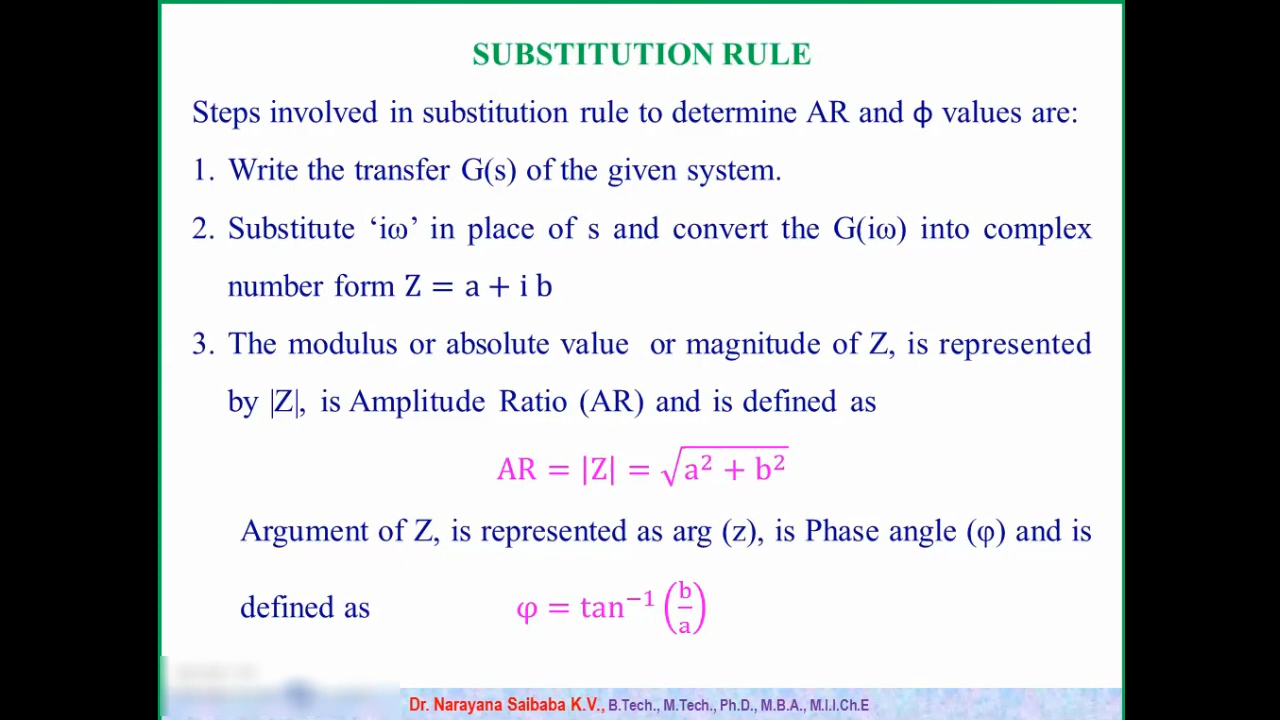 SUBSTITUTION RULE
Steps involved in substitution rule to determine AR and ϕ values are:
1. Write the transfer G(s) of the given system.
2. Substitute ‘iω’ in place of s and convert the G(iω) into complex
number form Z = a + i b
3. The modulus or absolute value or magnitude of Z, is represented
by |Z|, is Amplitude Ratio (AR) and is defined as
AR = |Z| = √(a² + b²)
Argument of Z, is represented as arg (z), is Phase angle (φ) and is
defined as φ = tan⁻¹ (b/a)
Dr. Narayana Saibaba K.V., B.Tech., M.Tech., Ph.D., M.B.A., M.I.I.Ch.E